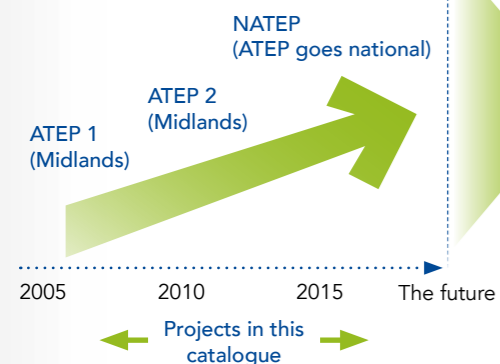 NATEP
(ATEP goes national)
ATEP 2
(Midlands)
ATEP 1
(Midlands)
2005
2010
2015
The future
Projects in this
catalogue